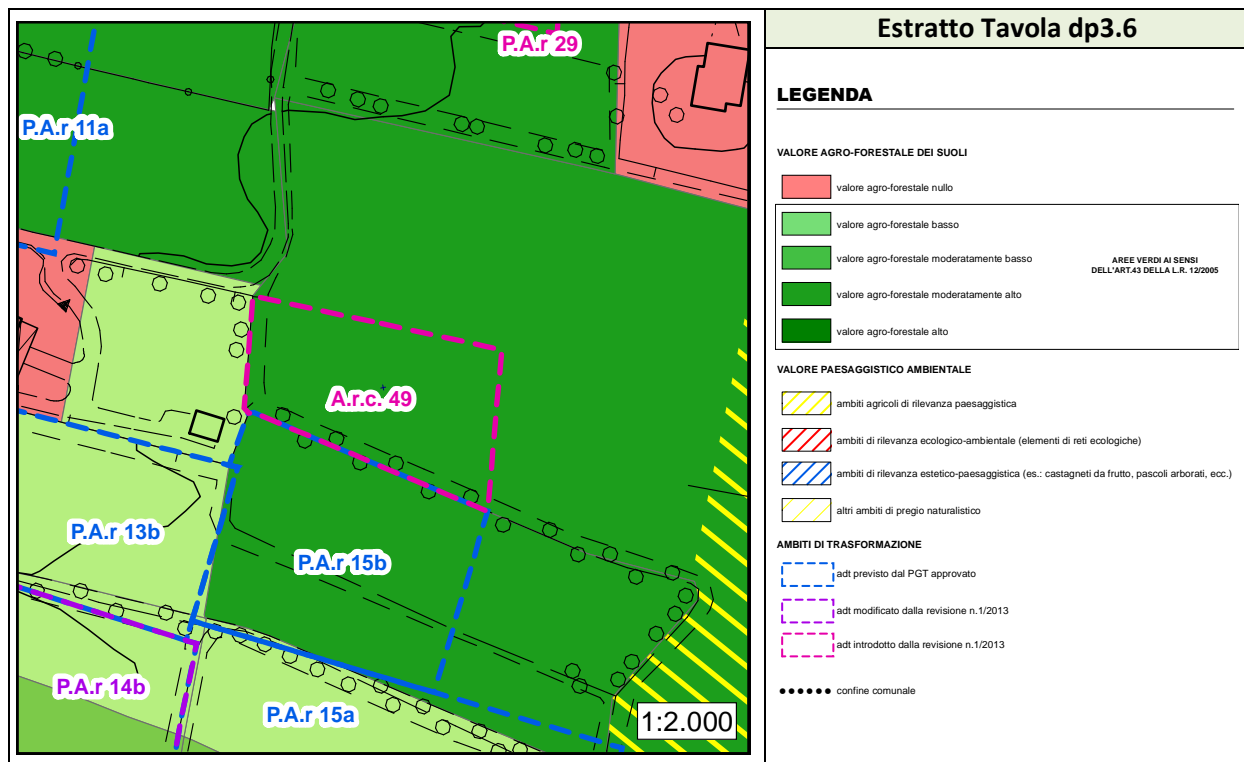 P.A.r 29
P.A.r 11a
A.r.c. 49
P.A.r 13b
P.A.r 15b
P.A.r 14b
P.A.r 15a
1:2.000
Estratto Tavola dp3.6
LEGENDA
VALORE AGRO-FORESTALE DEI SUOLI
valore agro-forestale nullo
valore agro-forestale basso
valore agro-forestale moderatamente basso
AREE VERDI AI SENSI
DELL'ART.43 DELLA L.R. 12/2005
valore agro-forestale moderatamente alto
valore agro-forestale alto
VALORE PAESAGGISTICO AMBIENTALE
ambiti agricoli di rilevanza paesaggistica
ambiti di rilevanza ecologico-ambientale (elementi di reti ecologiche)
ambiti di rilevanza estetico-paesaggistica (es.: castagneti da frutto, pascoli arborati, ecc.)
altri ambiti di pregio naturalistico
AMBITI DI TRASFORMAZIONE
adt previsto dal PGT approvato
adt modificato dalla revisione n.1/2013
adt introdotto dalla revisione n.1/2013
confine comunale